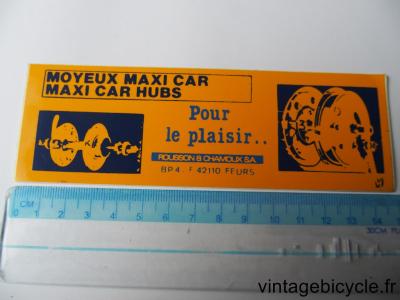 MOYEUX MAXI CAR
MAXI CAR HUBS
Pour
le plaisir..
ROUSSON & CHAMOUX S.A.
BP 4 . F 42110 FEURS
CM 1 2 3 4 5 6 7 8 9 10 11 12 13 14
30CM
vintagebicycle.fr